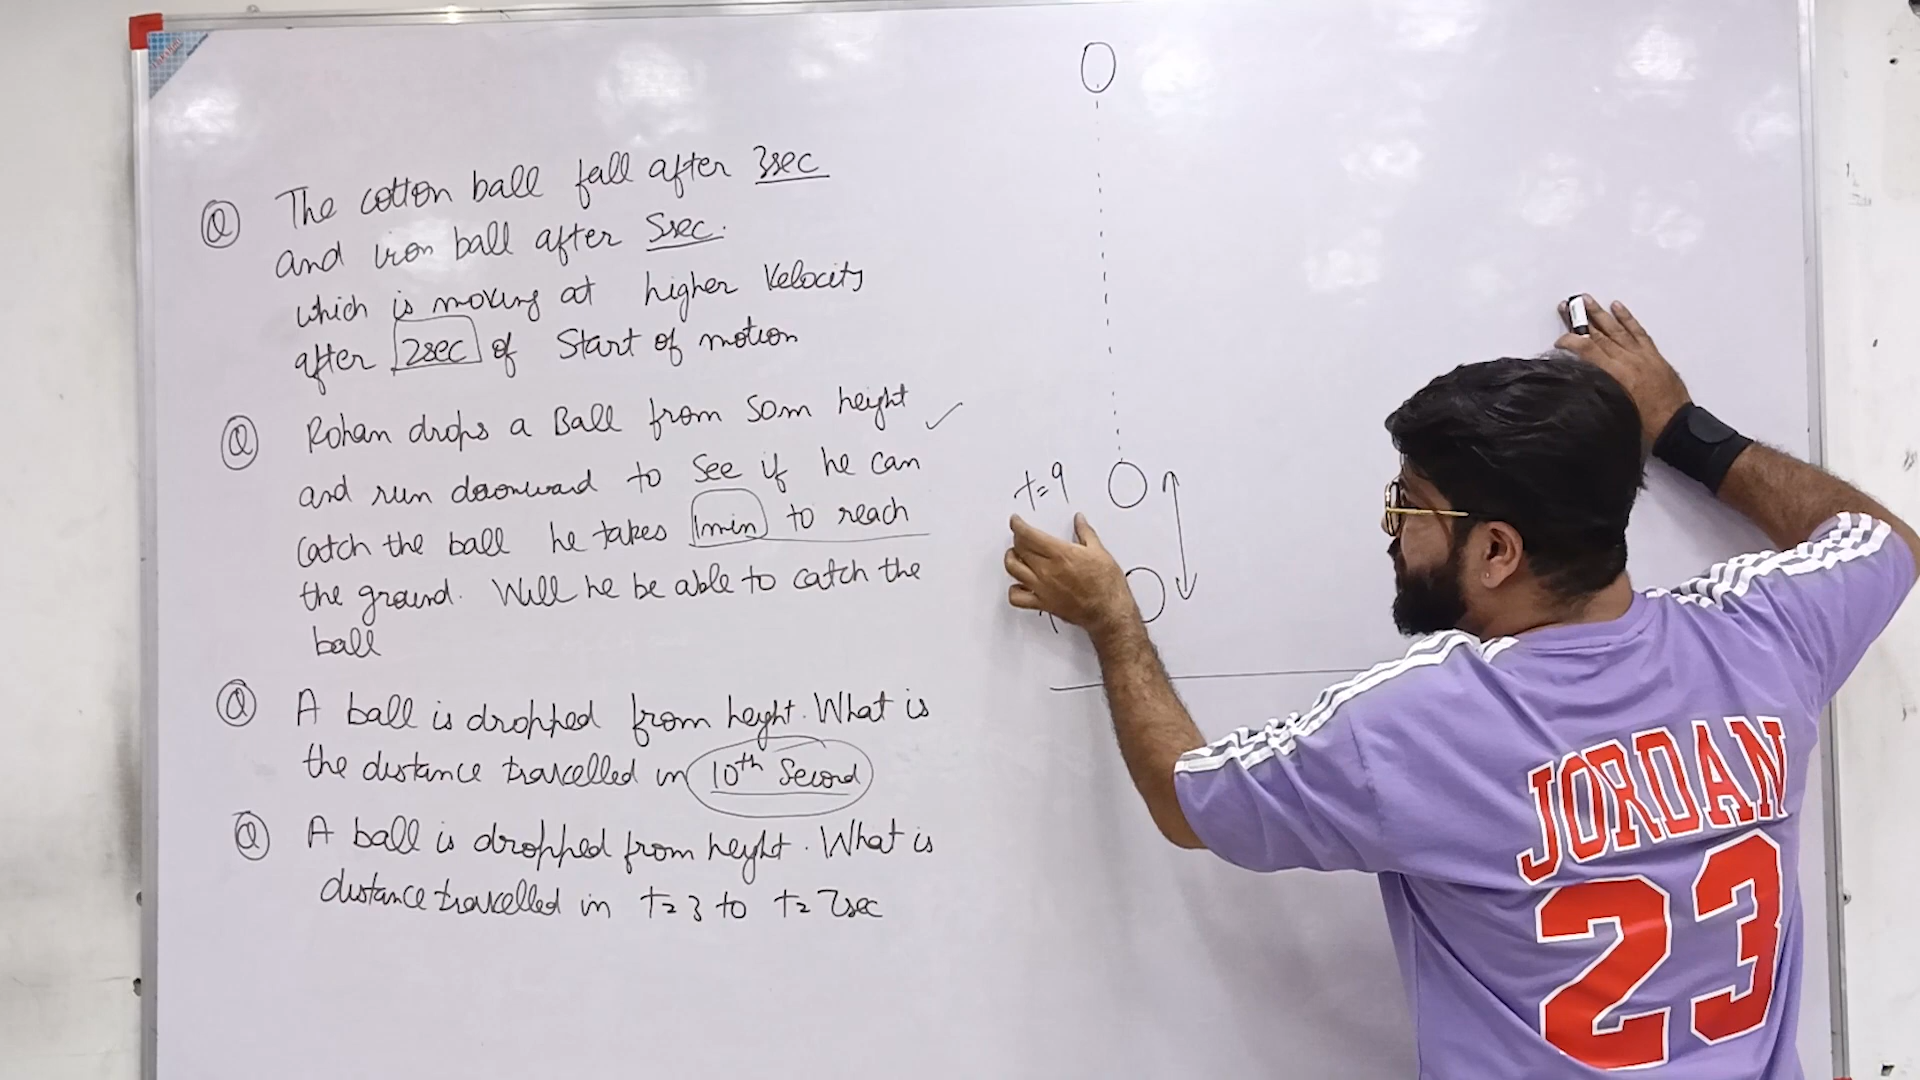 Q The cotton ball fall after 3sec
and iron ball after 5sec.
which is moving at higher Velocity
after 2sec of Start of motion
Q Rohan drops a Ball from 50m height
and run downward to See if he can
catch the ball he takes 1min to reach
the ground. Will he be able to catch the
ball
Q A ball is dropped from height. What is
the distance travelled in 10th Second
Q A ball is dropped from height. What is
distance travelled in t=3 to t=7sec
t=9
JORDAN
23